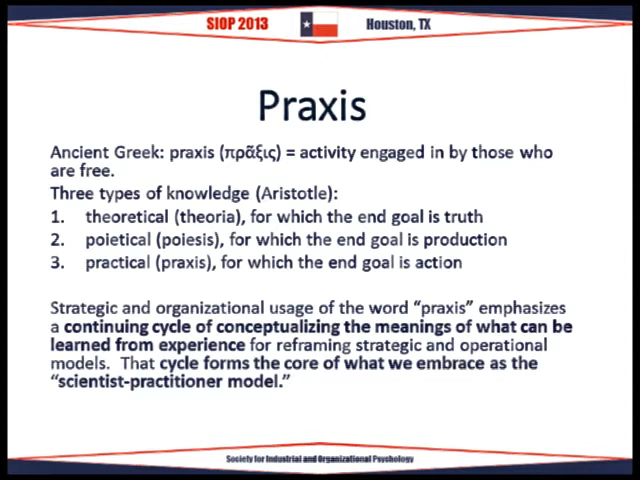 SIOP 2013 Houston, TX
Praxis
Ancient Greek: praxis (πρᾶξις) = activity engaged in by those who
are free.
Three types of knowledge (Aristotle):
1. theoretical (theoria), for which the end goal is truth
2. poietical (poiesis), for which the end goal is production
3. practical (praxis), for which the end goal is action
Strategic and organizational usage of the word “praxis” emphasizes
a continuing cycle of conceptualizing the meanings of what can be
learned from experience for reframing strategic and operational
models. That cycle forms the core of what we embrace as the
“scientist-practitioner model.”
Society for Industrial and Organizational Psychology